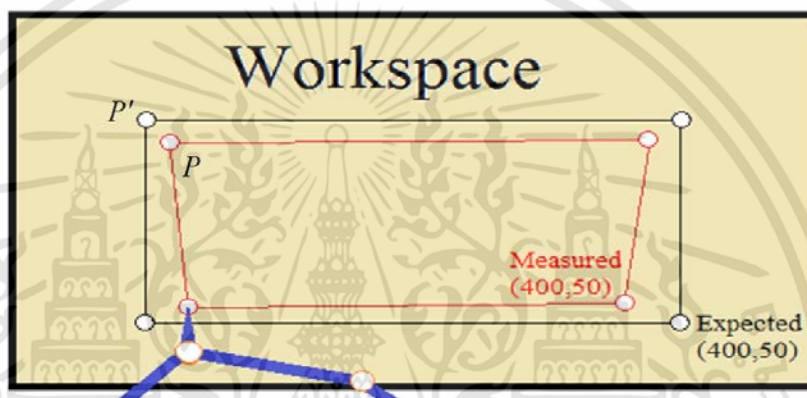 Workspace
P'
P
Measured
(400,50)
Expected
(400,50)